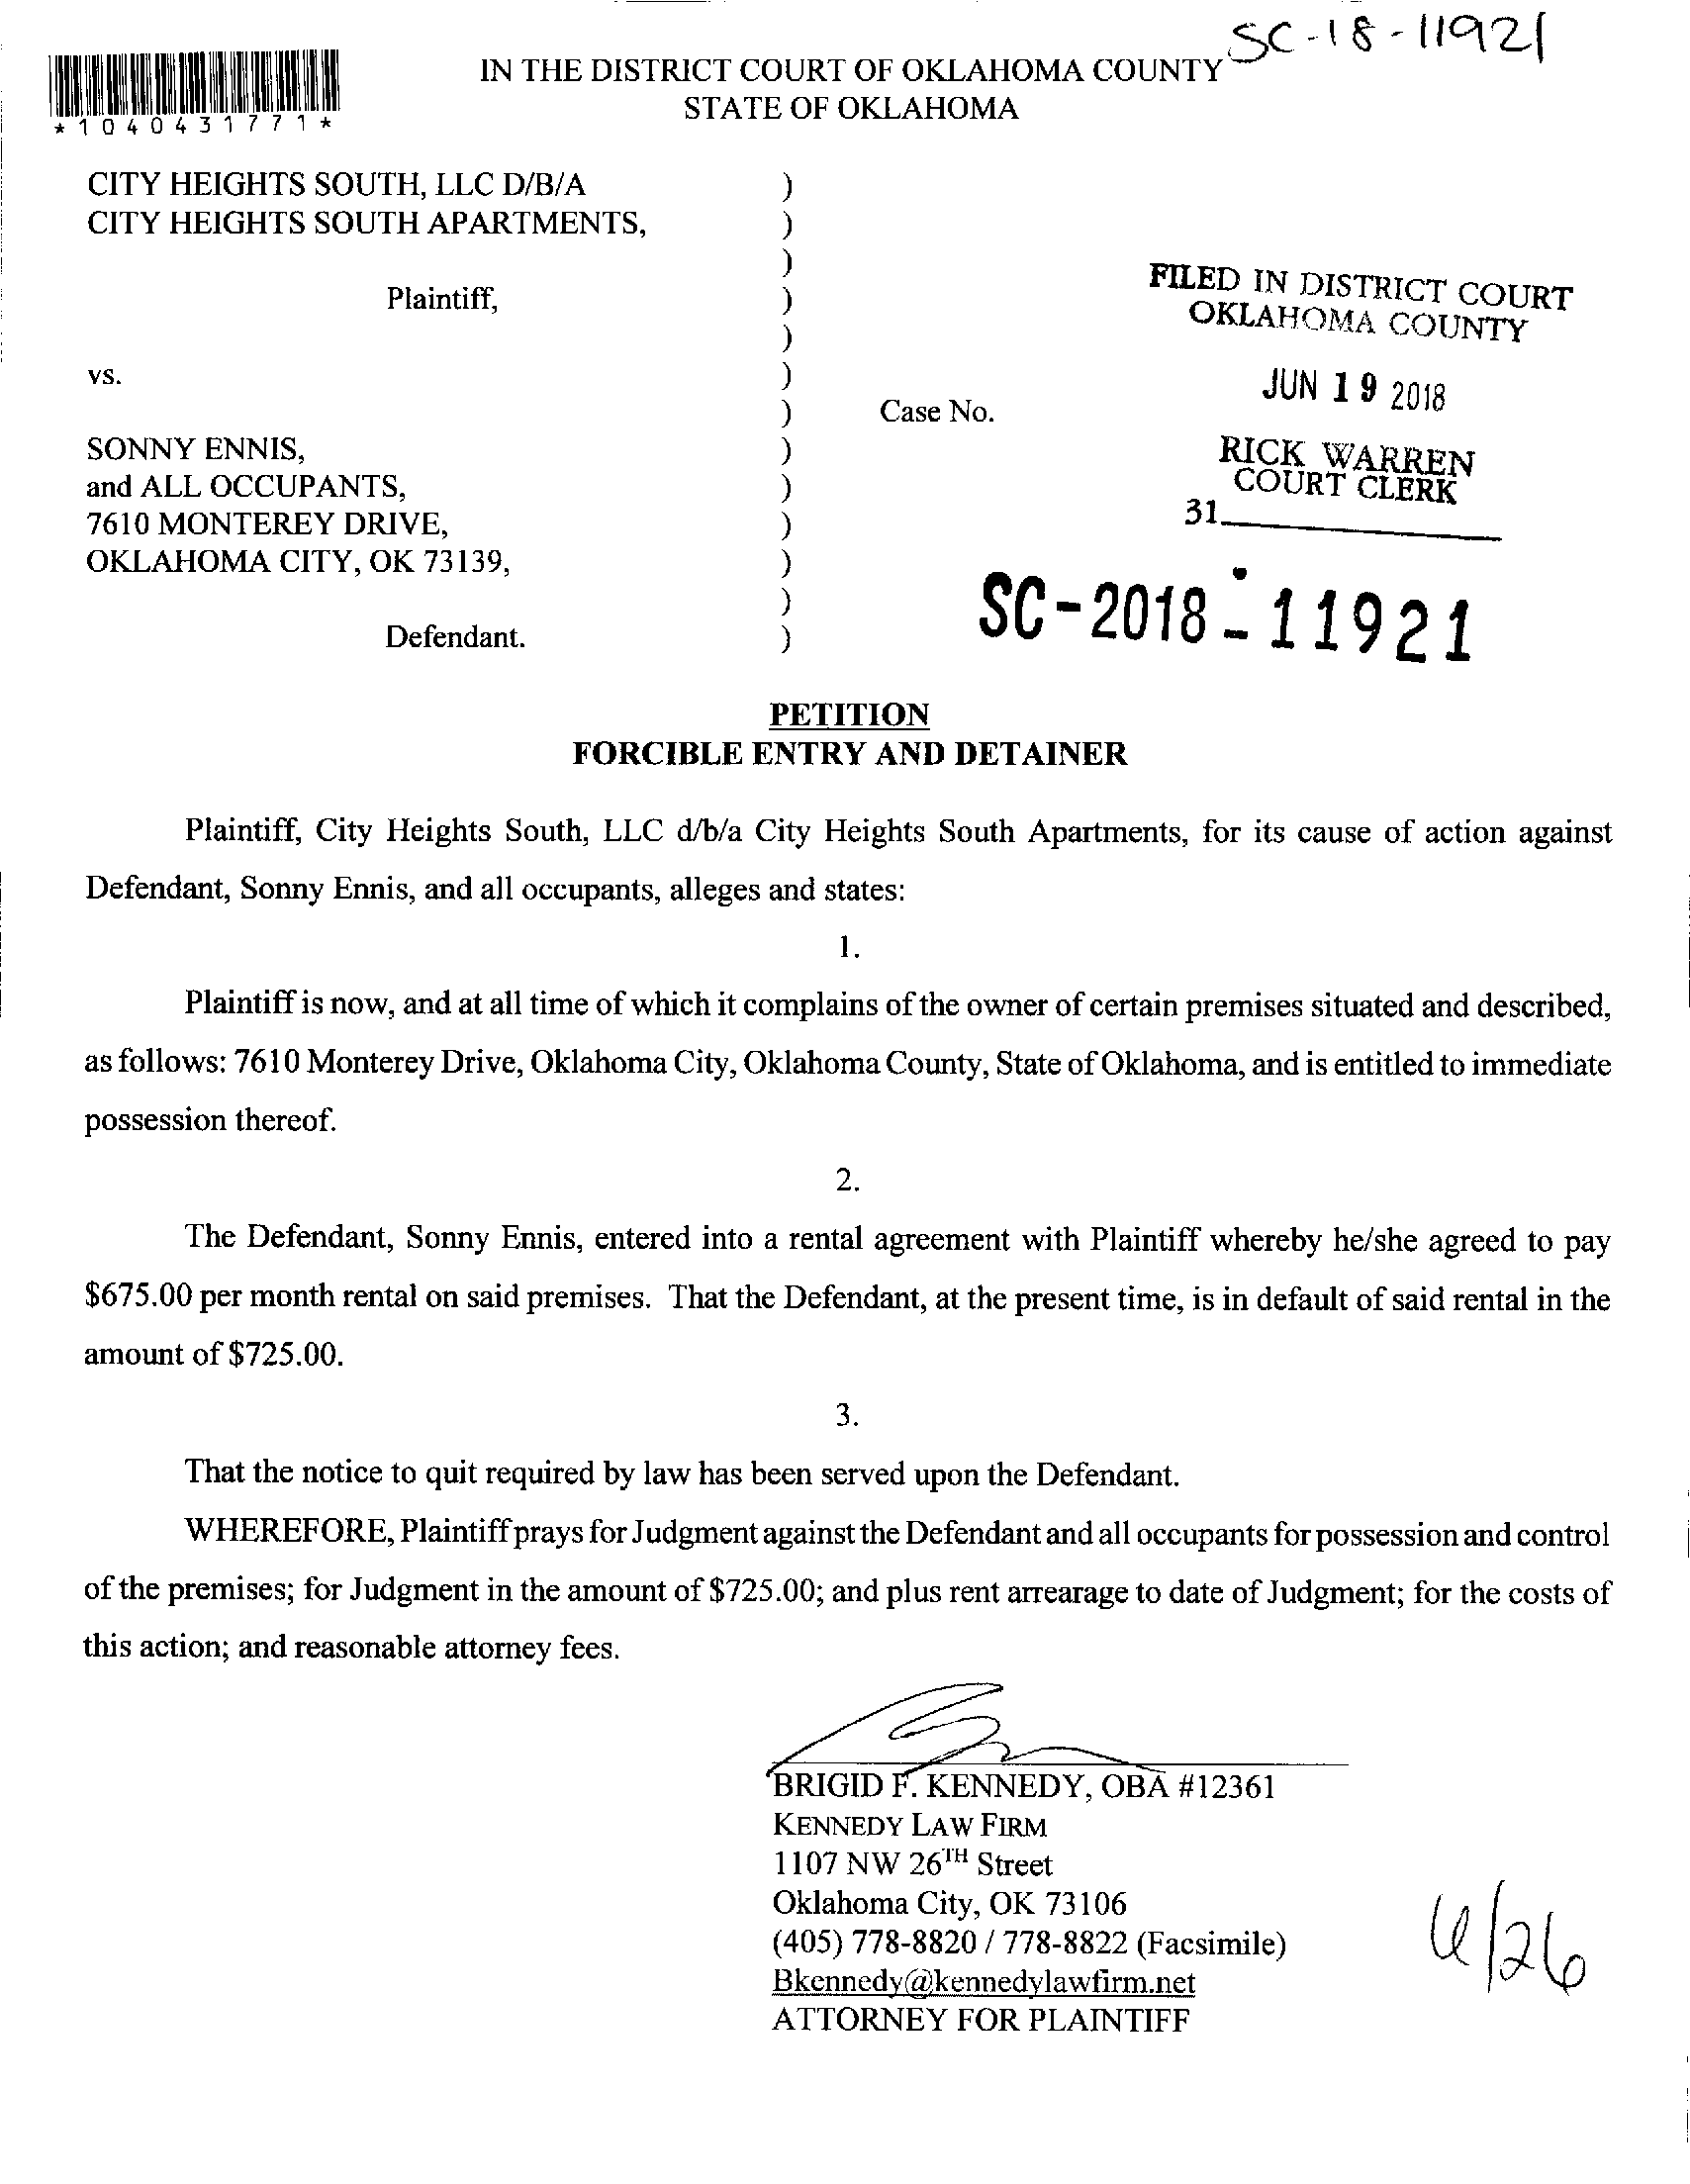 SC-18-11921
IN THE DISTRICT COURT OF OKLAHOMA COUNTY
STATE OF OKLAHOMA
*1040431771*
CITY HEIGHTS SOUTH, LLC D/B/A )
CITY HEIGHTS SOUTH APARTMENTS, )
)
Plaintiff, )
)
vs. )
) Case No.
SONNY ENNIS, )
and ALL OCCUPANTS, )
7610 MONTEREY DRIVE, )
OKLAHOMA CITY, OK 73139, )
)
Defendant. )
FILED IN DISTRICT COURT
OKLAHOMA COUNTY
JUN 19 2018
RICK WARREN
COURT CLERK
31
SC-2018-11921
PETITION
FORCIBLE ENTRY AND DETAINER
Plaintiff, City Heights South, LLC d/b/a City Heights South Apartments, for its cause of action against
Defendant, Sonny Ennis, and all occupants, alleges and states:
1.
Plaintiff is now, and at all time of which it complains of the owner of certain premises situated and described,
as follows: 7610 Monterey Drive, Oklahoma City, Oklahoma County, State of Oklahoma, and is entitled to immediate
possession thereof.
2.
The Defendant, Sonny Ennis, entered into a rental agreement with Plaintiff whereby he/she agreed to pay
$675.00 per month rental on said premises. That the Defendant, at the present time, is in default of said rental in the
amount of $725.00.
3.
That the notice to quit required by law has been served upon the Defendant.
WHEREFORE, Plaintiff prays for Judgment against the Defendant and all occupants for possession and control
of the premises; for Judgment in the amount of $725.00; and plus rent arrearage to date of Judgment; for the costs of
this action; and reasonable attorney fees.
BRIGID F. KENNEDY, OBA #12361
KENNEDY LAW FIRM
1107 NW 26TH Street
Oklahoma City, OK 73106
(405) 778-8820 / 778-8822 (Facsimile)
Bkennedy@kennedylawfirm.net
ATTORNEY FOR PLAINTIFF
6/26